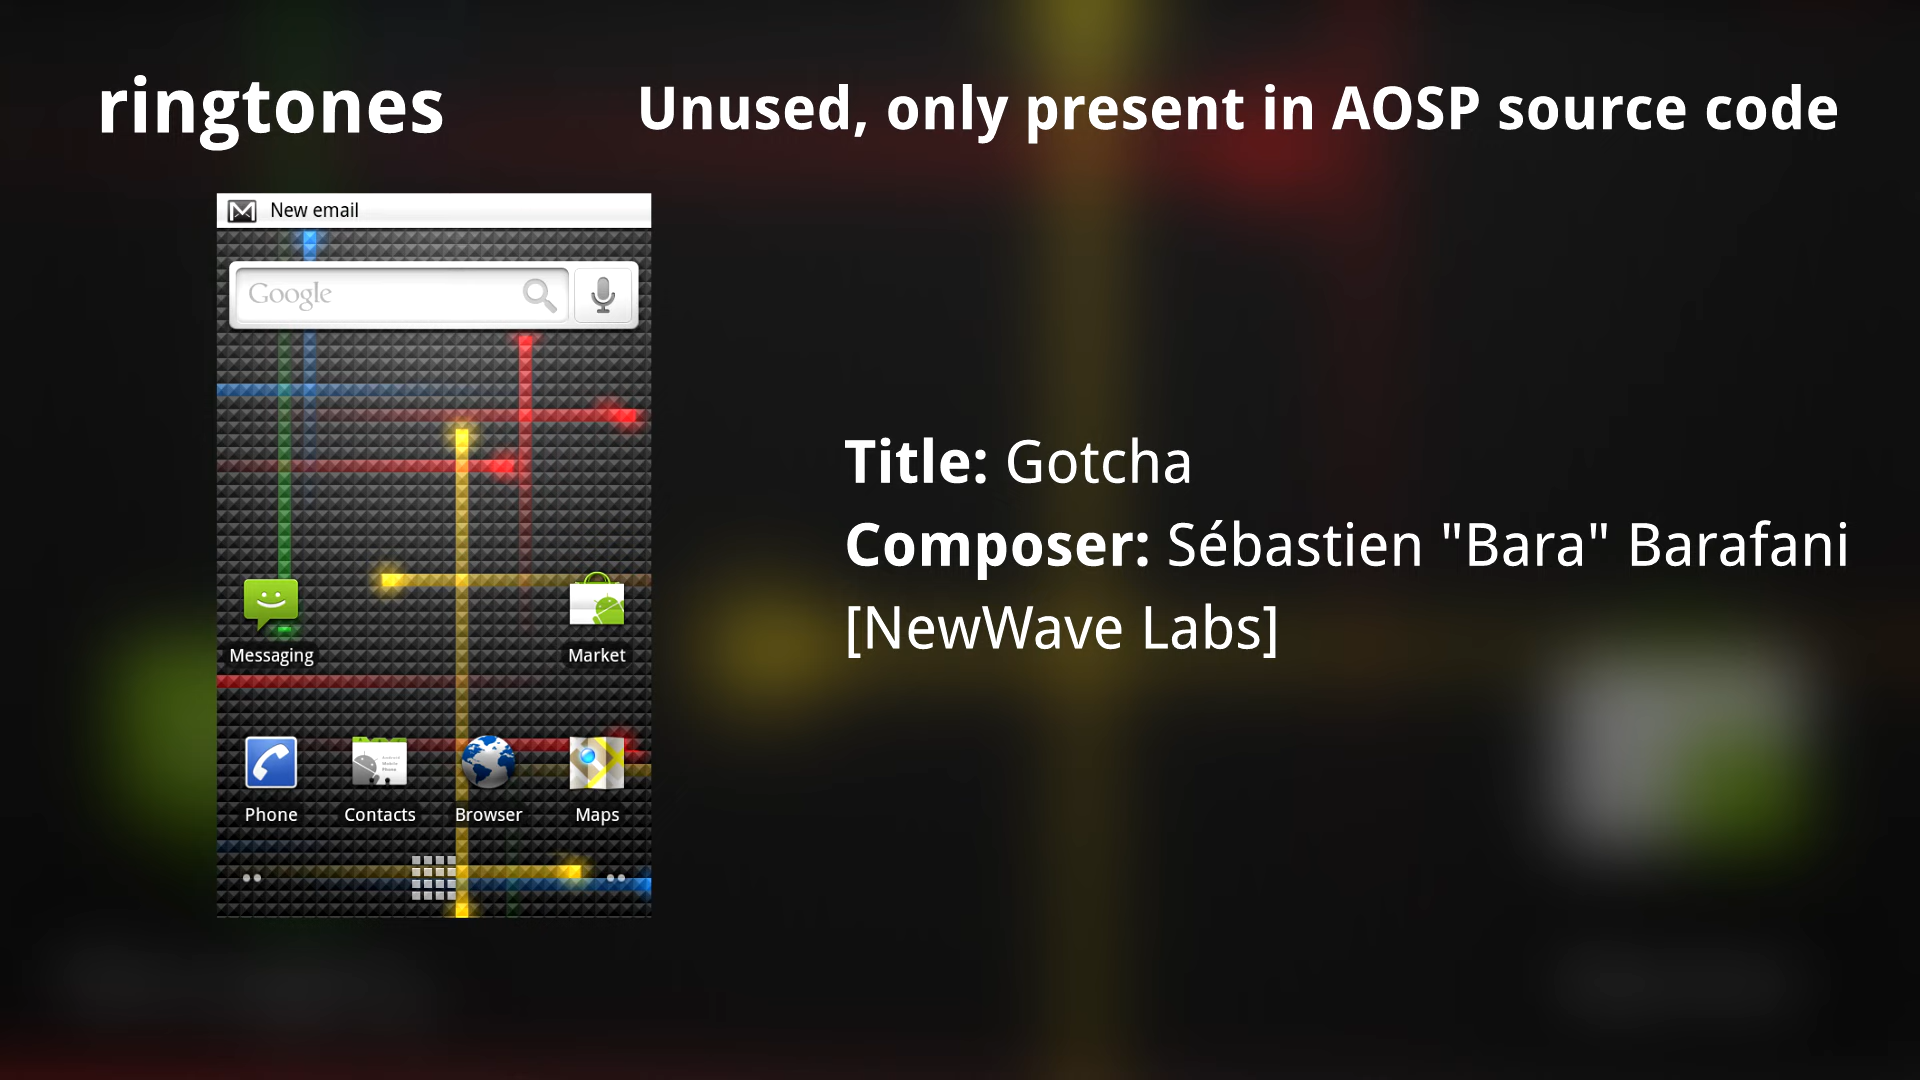 ringtones
Unused, only present in AOSP source code
New email
Google
Title: Gotcha
Composer: Sébastien "Bara" Barafani
[NewWave Labs]
Messaging
Market
Phone
Contacts
Browser
Maps